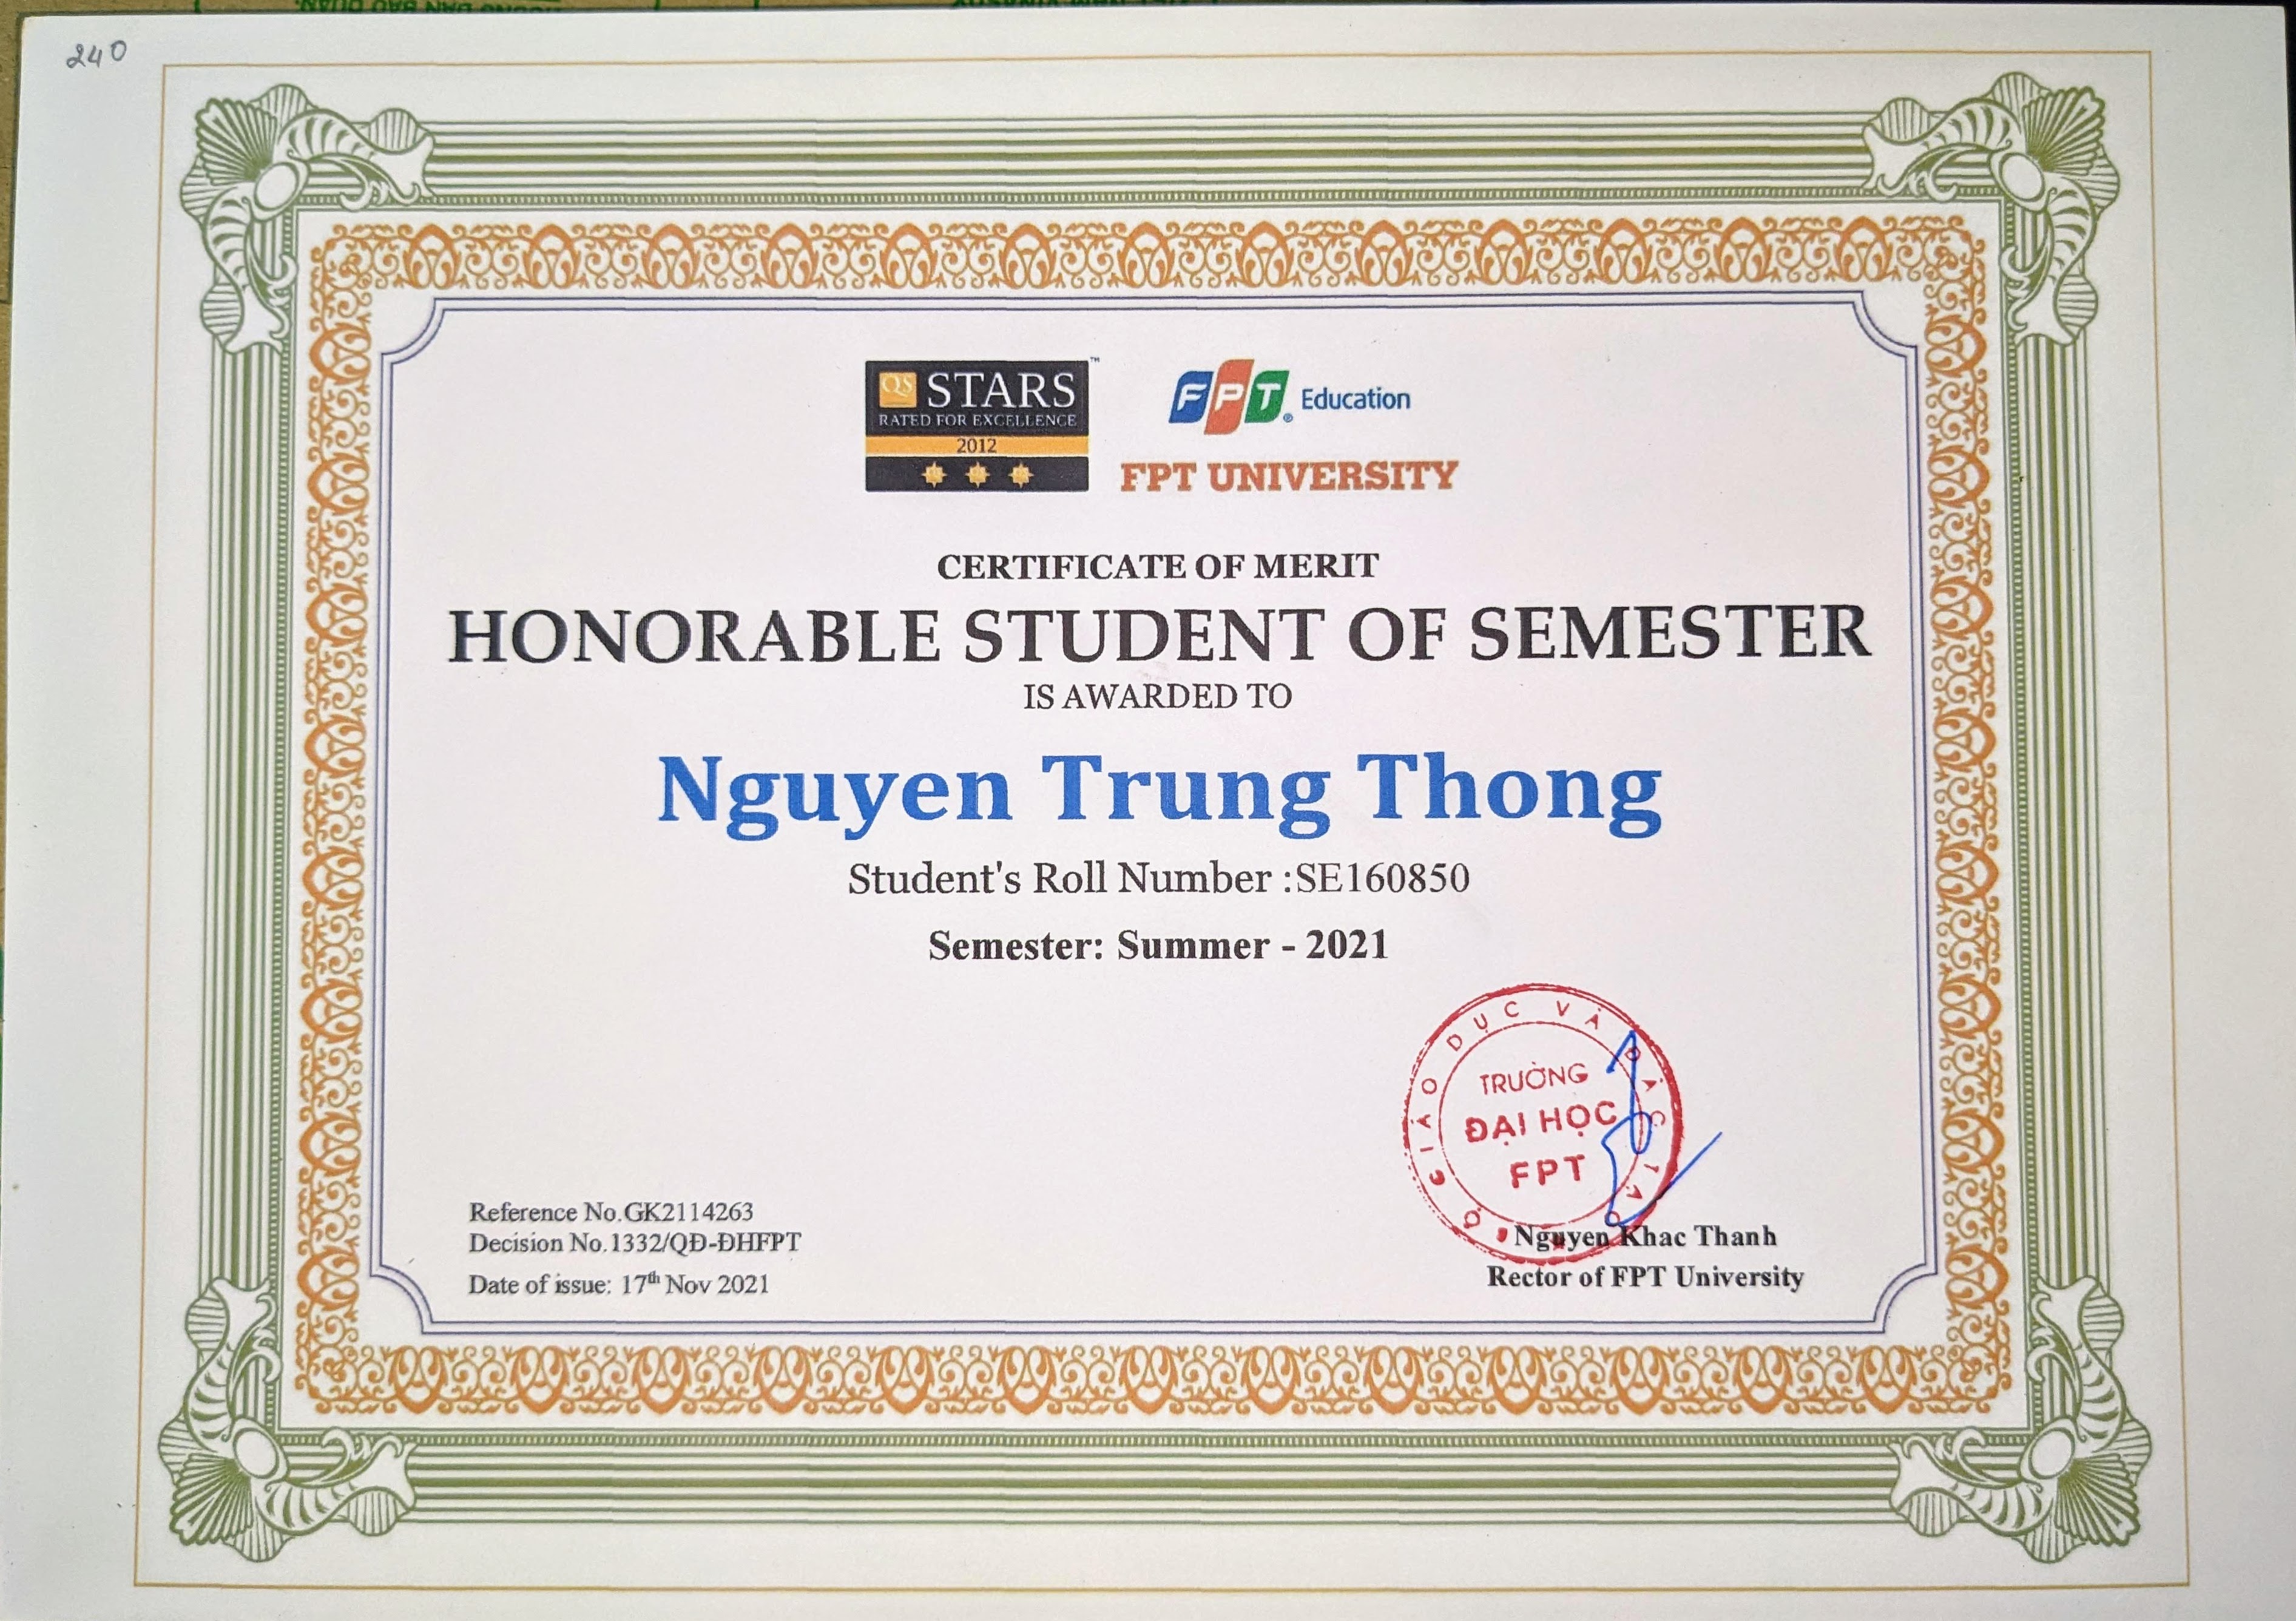 240
QS STARS™
RATED FOR EXCELLENCE
2012
FPT® Education
FPT UNIVERSITY
CERTIFICATE OF MERIT
HONORABLE STUDENT OF SEMESTER
IS AWARDED TO
Nguyen Trung Thong
Student's Roll Number :SE160850
Semester: Summer - 2021
BỘ GIÁO DỤC VÀ ĐÀO TẠO
TRƯỜNG
ĐẠI HỌC
FPT
Reference No.GK2114263
Decision No.1332/QĐ-ĐHFPT
Date of issue: 17th Nov 2021
Nguyen Khac Thanh
Rector of FPT University